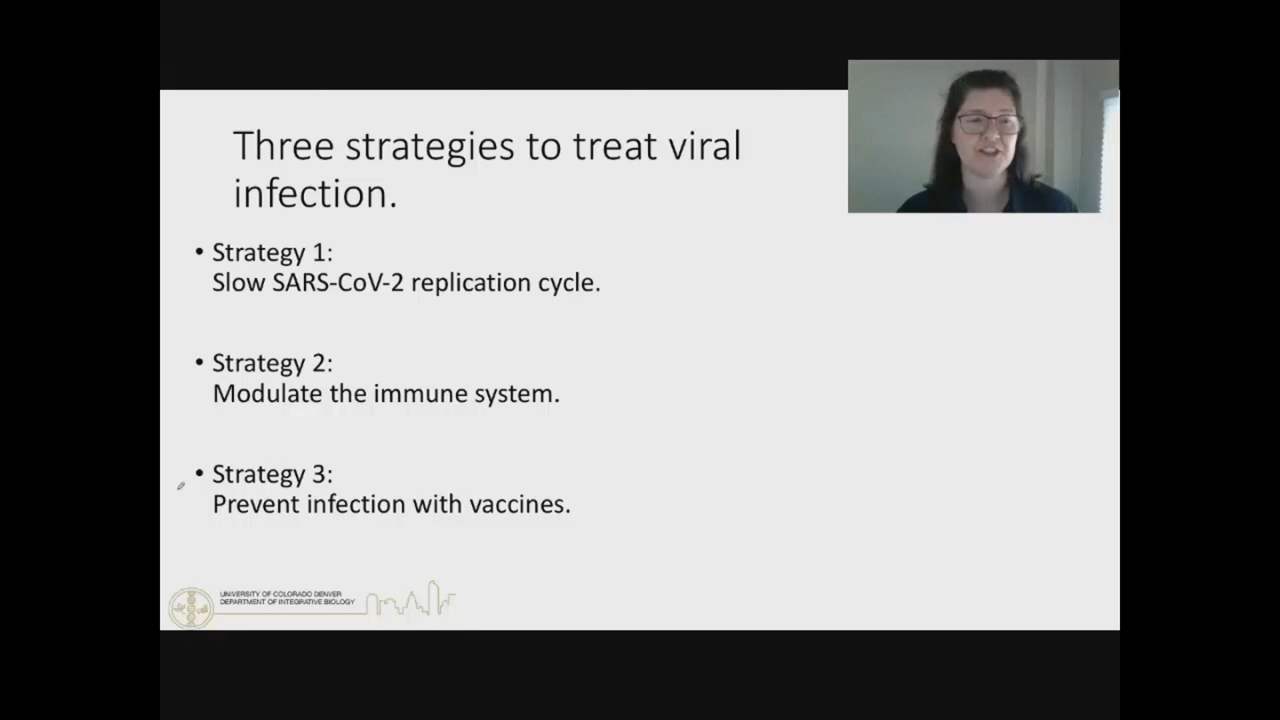 Three strategies to treat viral
infection.
• Strategy 1:
Slow SARS-CoV-2 replication cycle.
• Strategy 2:
Modulate the immune system.
• Strategy 3:
Prevent infection with vaccines.
UNIVERSITY OF COLORADO DENVER
DEPARTMENT OF INTEGRATIVE BIOLOGY